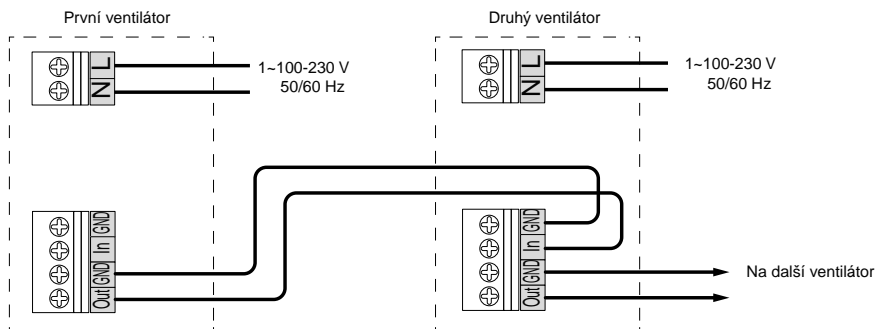 První ventilátor
Druhý ventilátor
L
N
1~100-230 V
50/60 Hz
L
N
1~100-230 V
50/60 Hz
GND
In
GND
Out
GND
In
GND
Out
Na další ventilátor